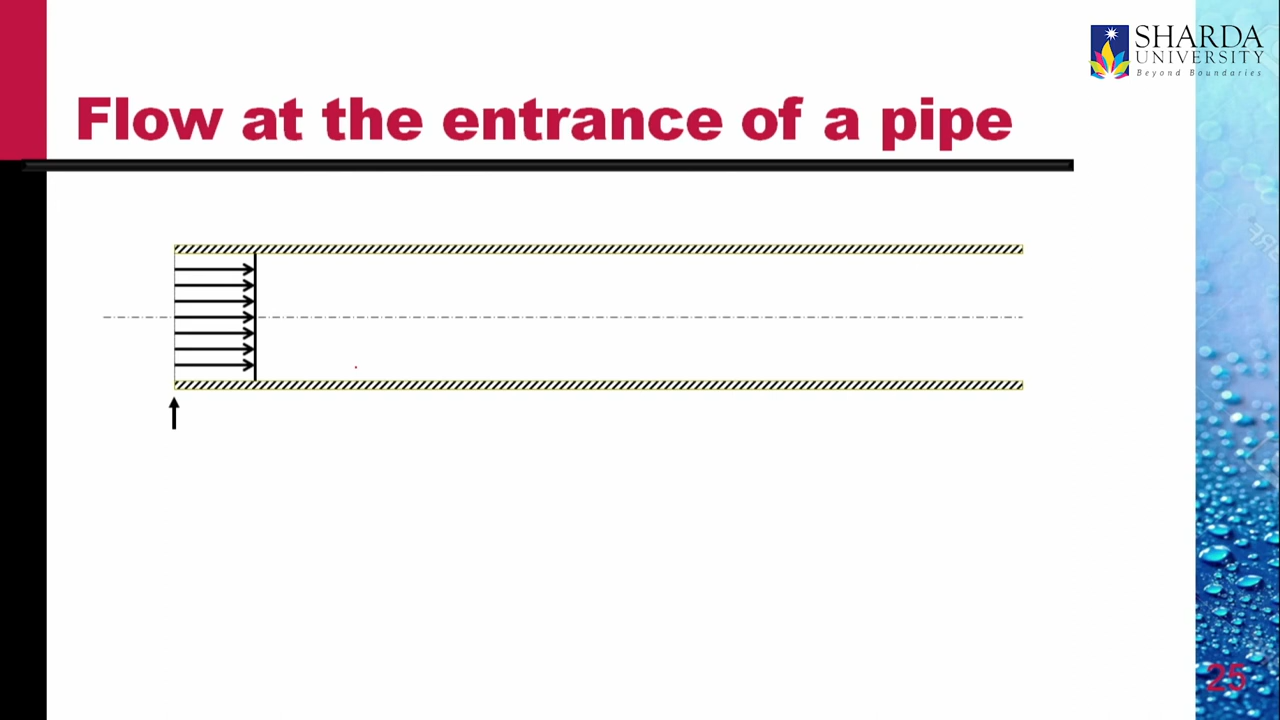 SHARDA
UNIVERSITY
Beyond Boundaries
Flow at the entrance of a pipe
25